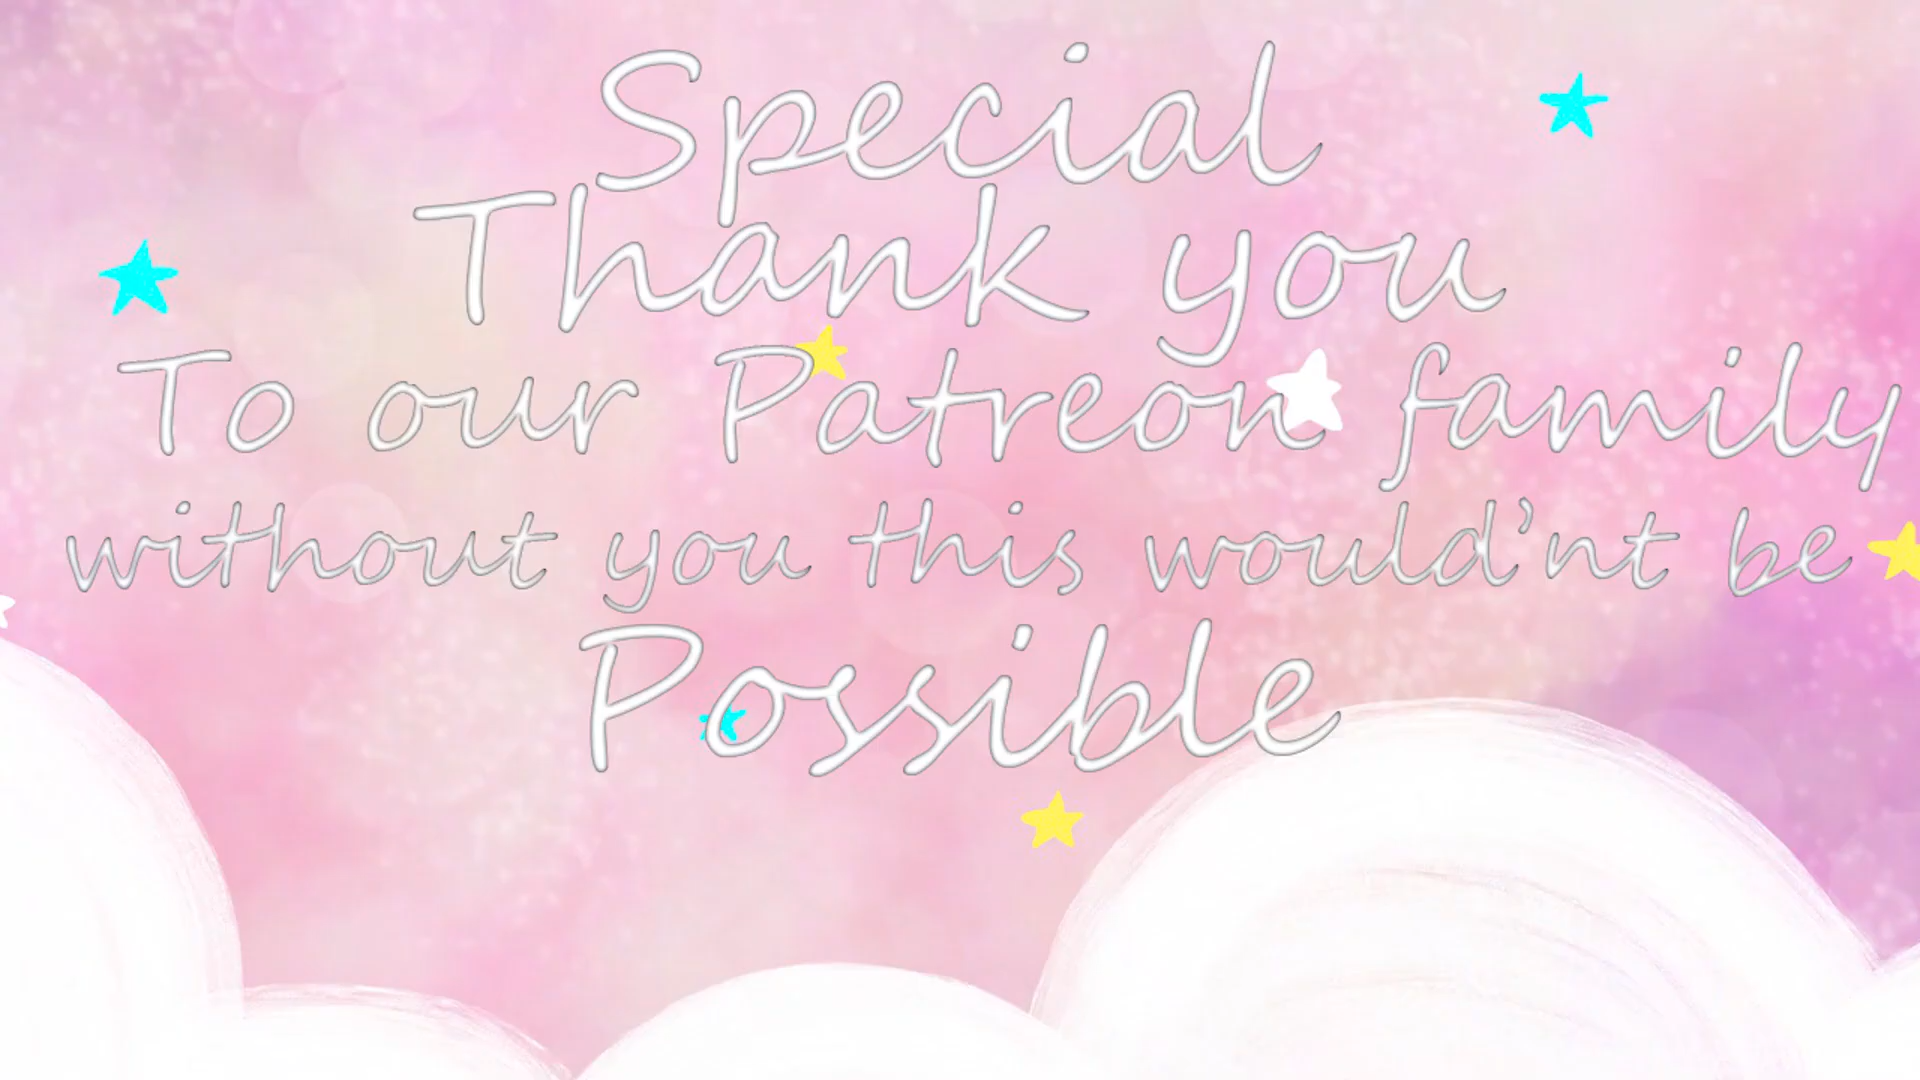 Special
Thank you
To our Patreon family
without you this would'nt be
Possible